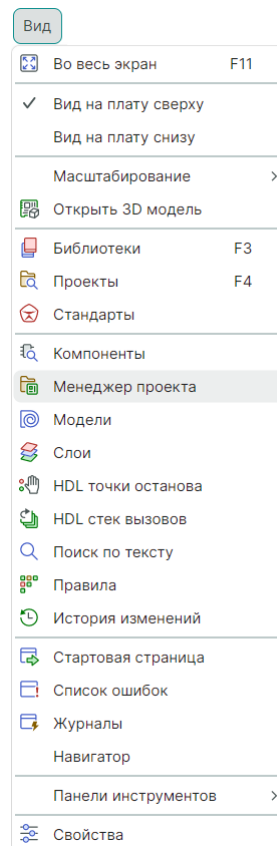 Вид
Во весь экран F11
Вид на плату сверху
Вид на плату снизу
Масштабирование
Открыть 3D модель
Библиотеки F3
Проекты F4
Стандарты
Компоненты
Менеджер проекта
Модели
Слои
HDL точки останова
HDL стек вызовов
Поиск по тексту
Правила
История изменений
Стартовая страница
Список ошибок
Журналы
Навигатор
Панели инструментов
Свойства